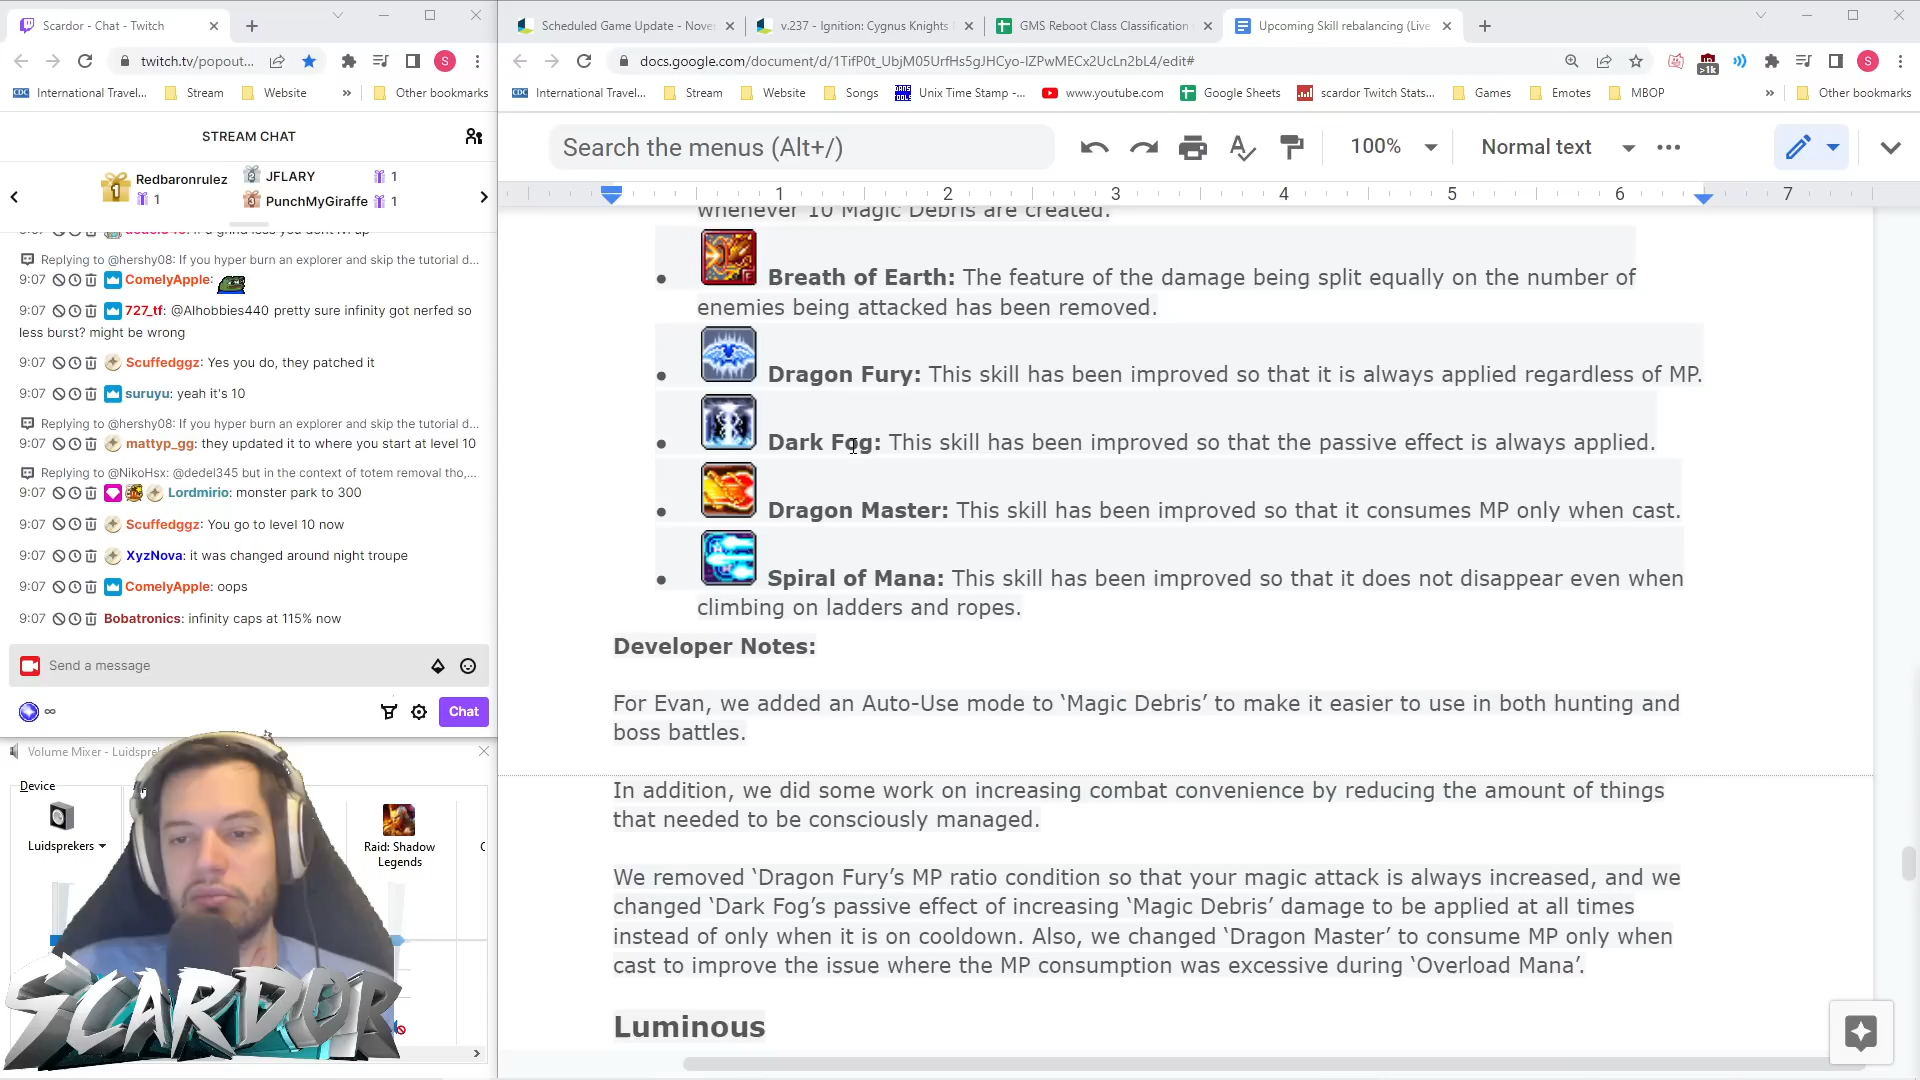 Scardor - Chat - Twitch
twitch.tv/popout...
S
International Travel...
Stream
Website
»
Other bookmarks
STREAM CHAT
1
Redbaronrulez
1
2
JFLARY
1
3
PunchMyGiraffe
1
Replying to @hershy08: If you hyper burn an explorer and skip the tutorial d...
9:07 ComelyApple:
9:07 727_tf: @Alhobbies440 pretty sure infinity got nerfed so
less burst? might be wrong
9:07 Scuffedggz: Yes you do, they patched it
9:07 suruyu: yeah it's 10
Replying to @hershy08: If you hyper burn an explorer and skip the tutorial d...
9:07 mattyp_gg: they updated it to where you start at level 10
Replying to @NikoHsx: @dedel345 but in the context of totem removal tho,...
9:07 Lordmirio: monster park to 300
9:07 Scuffedggz: You go to level 10 now
9:07 XyzNova: it was changed around night troupe
9:07 ComelyApple: oops
9:07 Bobatronics: infinity caps at 115% now
Send a message
∞
Chat
Volume Mixer - Luidsprel
Device
Luidsprekers
Raid: Shadow
Legends
SCARDOR
Scheduled Game Update - Nove
v.237 - Ignition: Cygnus Knights
GMS Reboot Class Classification
Upcoming Skill rebalancing (Live
docs.google.com/document/d/1TifP0t_UbjM05UrfHs5gJHCyo-IZPwMECx2UcLn2bL4/edit#
>1k
S
International Travel...
Stream
Website
Songs
Unix Time Stamp -...
www.youtube.com
Google Sheets
scardor Twitch Stats...
Games
Emotes
MBOP
»
Other bookmarks
Search the menus (Alt+/)
100%
Normal text
1 2 3 4 5 6 7
whenever 10 Magic Debris are created.
● Breath of Earth: The feature of the damage being split equally on the number of
enemies being attacked has been removed.
● Dragon Fury: This skill has been improved so that it is always applied regardless of MP.
● Dark Fog: This skill has been improved so that the passive effect is always applied.
● Dragon Master: This skill has been improved so that it consumes MP only when cast.
● Spiral of Mana: This skill has been improved so that it does not disappear even when
climbing on ladders and ropes.
Developer Notes:
For Evan, we added an Auto-Use mode to ‘Magic Debris’ to make it easier to use in both hunting and
boss battles.
In addition, we did some work on increasing combat convenience by reducing the amount of things
that needed to be consciously managed.
We removed ‘Dragon Fury’s MP ratio condition so that your magic attack is always increased, and we
changed ‘Dark Fog’s passive effect of increasing ‘Magic Debris’ damage to be applied at all times
instead of only when it is on cooldown. Also, we changed ‘Dragon Master’ to consume MP only when
cast to improve the issue where the MP consumption was excessive during ‘Overload Mana’.
Luminous